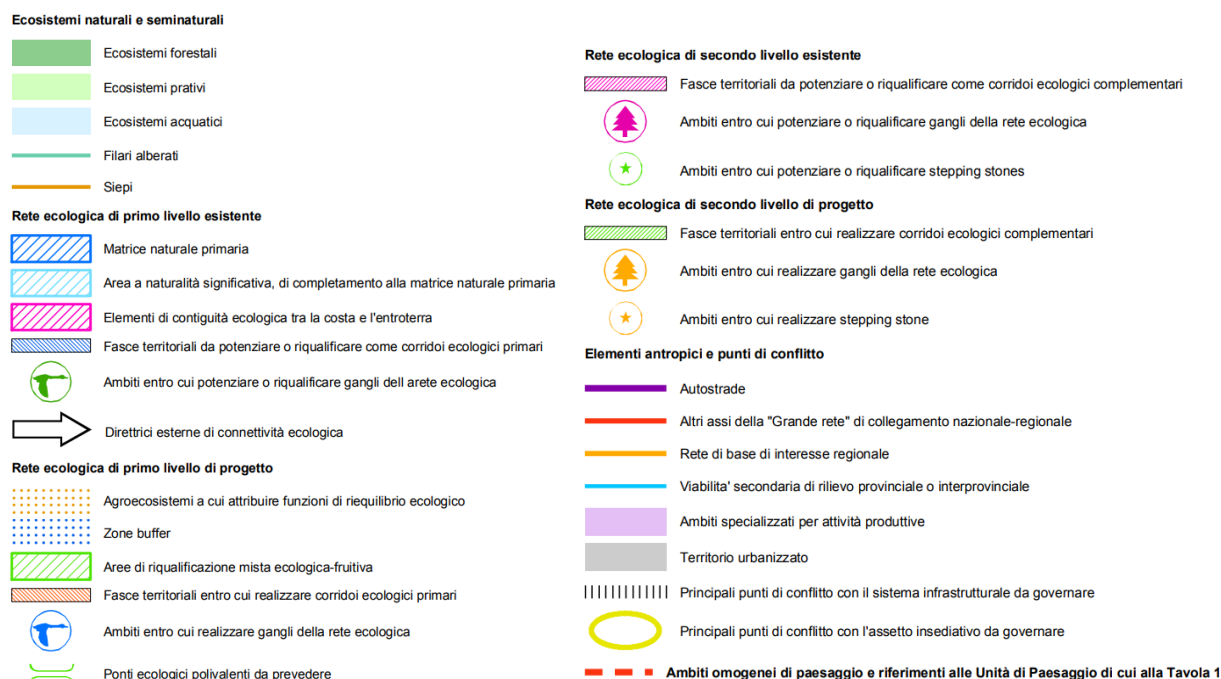 Ecosistemi naturali e seminaturali
Ecosistemi forestali
Ecosistemi prativi
Ecosistemi acquatici
Filari alberati
Siepi
Rete ecologica di primo livello esistente
Matrice naturale primaria
Area a naturalità significativa, di completamento alla matrice naturale primaria
Elementi di contiguità ecologica tra la costa e l'entroterra
Fasce territoriali da potenziare o riqualificare come corridoi ecologici primari
Ambiti entro cui potenziare o riqualificare gangli dell arete ecologica
Direttrici esterne di connettività ecologica
Rete ecologica di primo livello di progetto
Agroecosistemi a cui attribuire funzioni di riequilibrio ecologico
Zone buffer
Aree di riqualificazione mista ecologica-fruitiva
Fasce territoriali entro cui realizzare corridoi ecologici primari
Ambiti entro cui realizzare gangli della rete ecologica
Ponti ecologici polivalenti da prevedere
Rete ecologica di secondo livello esistente
Fasce territoriali da potenziare o riqualificare come corridoi ecologici complementari
Ambiti entro cui potenziare o riqualificare gangli della rete ecologica
Ambiti entro cui potenziare o riqualificare stepping stones
Rete ecologica di secondo livello di progetto
Fasce territoriali entro cui realizzare corridoi ecologici complementari
Ambiti entro cui realizzare gangli della rete ecologica
Ambiti entro cui realizzare stepping stone
Elementi antropici e punti di conflitto
Autostrade
Altri assi della "Grande rete" di collegamento nazionale-regionale
Rete di base di interesse regionale
Viabilita' secondaria di rilievo provinciale o interprovinciale
Ambiti specializzati per attività produttive
Territorio urbanizzato
Principali punti di conflitto con il sistema infrastrutturale da governare
Principali punti di conflitto con l'assetto insediativo da governare
Ambiti omogenei di paesaggio e riferimenti alle Unità di Paesaggio di cui alla Tavola 1